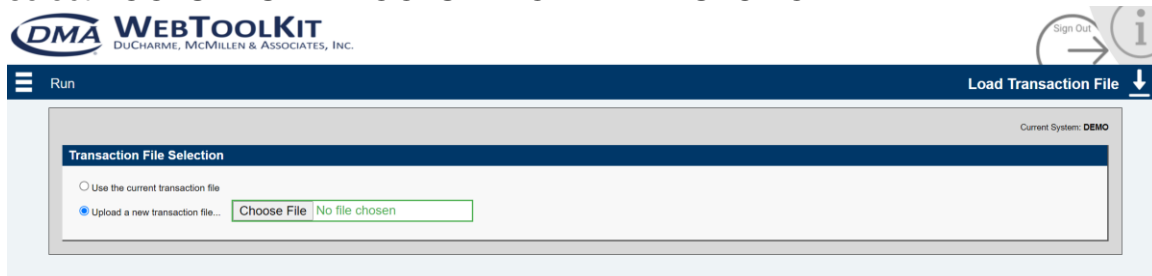 DMA WEBTOOLKIT
DUCHARME, MCMILLEN & ASSOCIATES, INC.
Sign Out
i
Run
Load Transaction File
Current System: DEMO
Transaction File Selection
Use the current transaction file
Upload a new transaction file... Choose File No file chosen